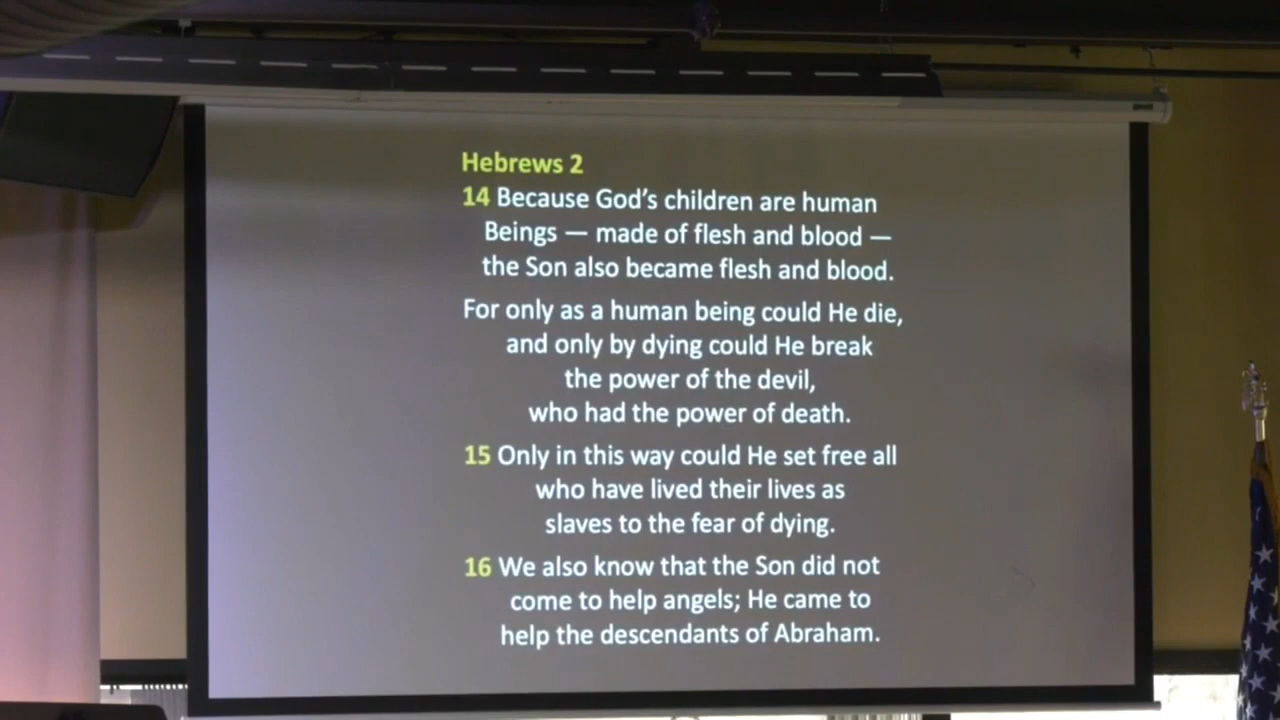 Hebrews 2
14 Because God’s children are human
Beings — made of flesh and blood —
the Son also became flesh and blood.
For only as a human being could He die,
and only by dying could He break
the power of the devil,
who had the power of death.
15 Only in this way could He set free all
who have lived their lives as
slaves to the fear of dying.
16 We also know that the Son did not
come to help angels; He came to
help the descendants of Abraham.